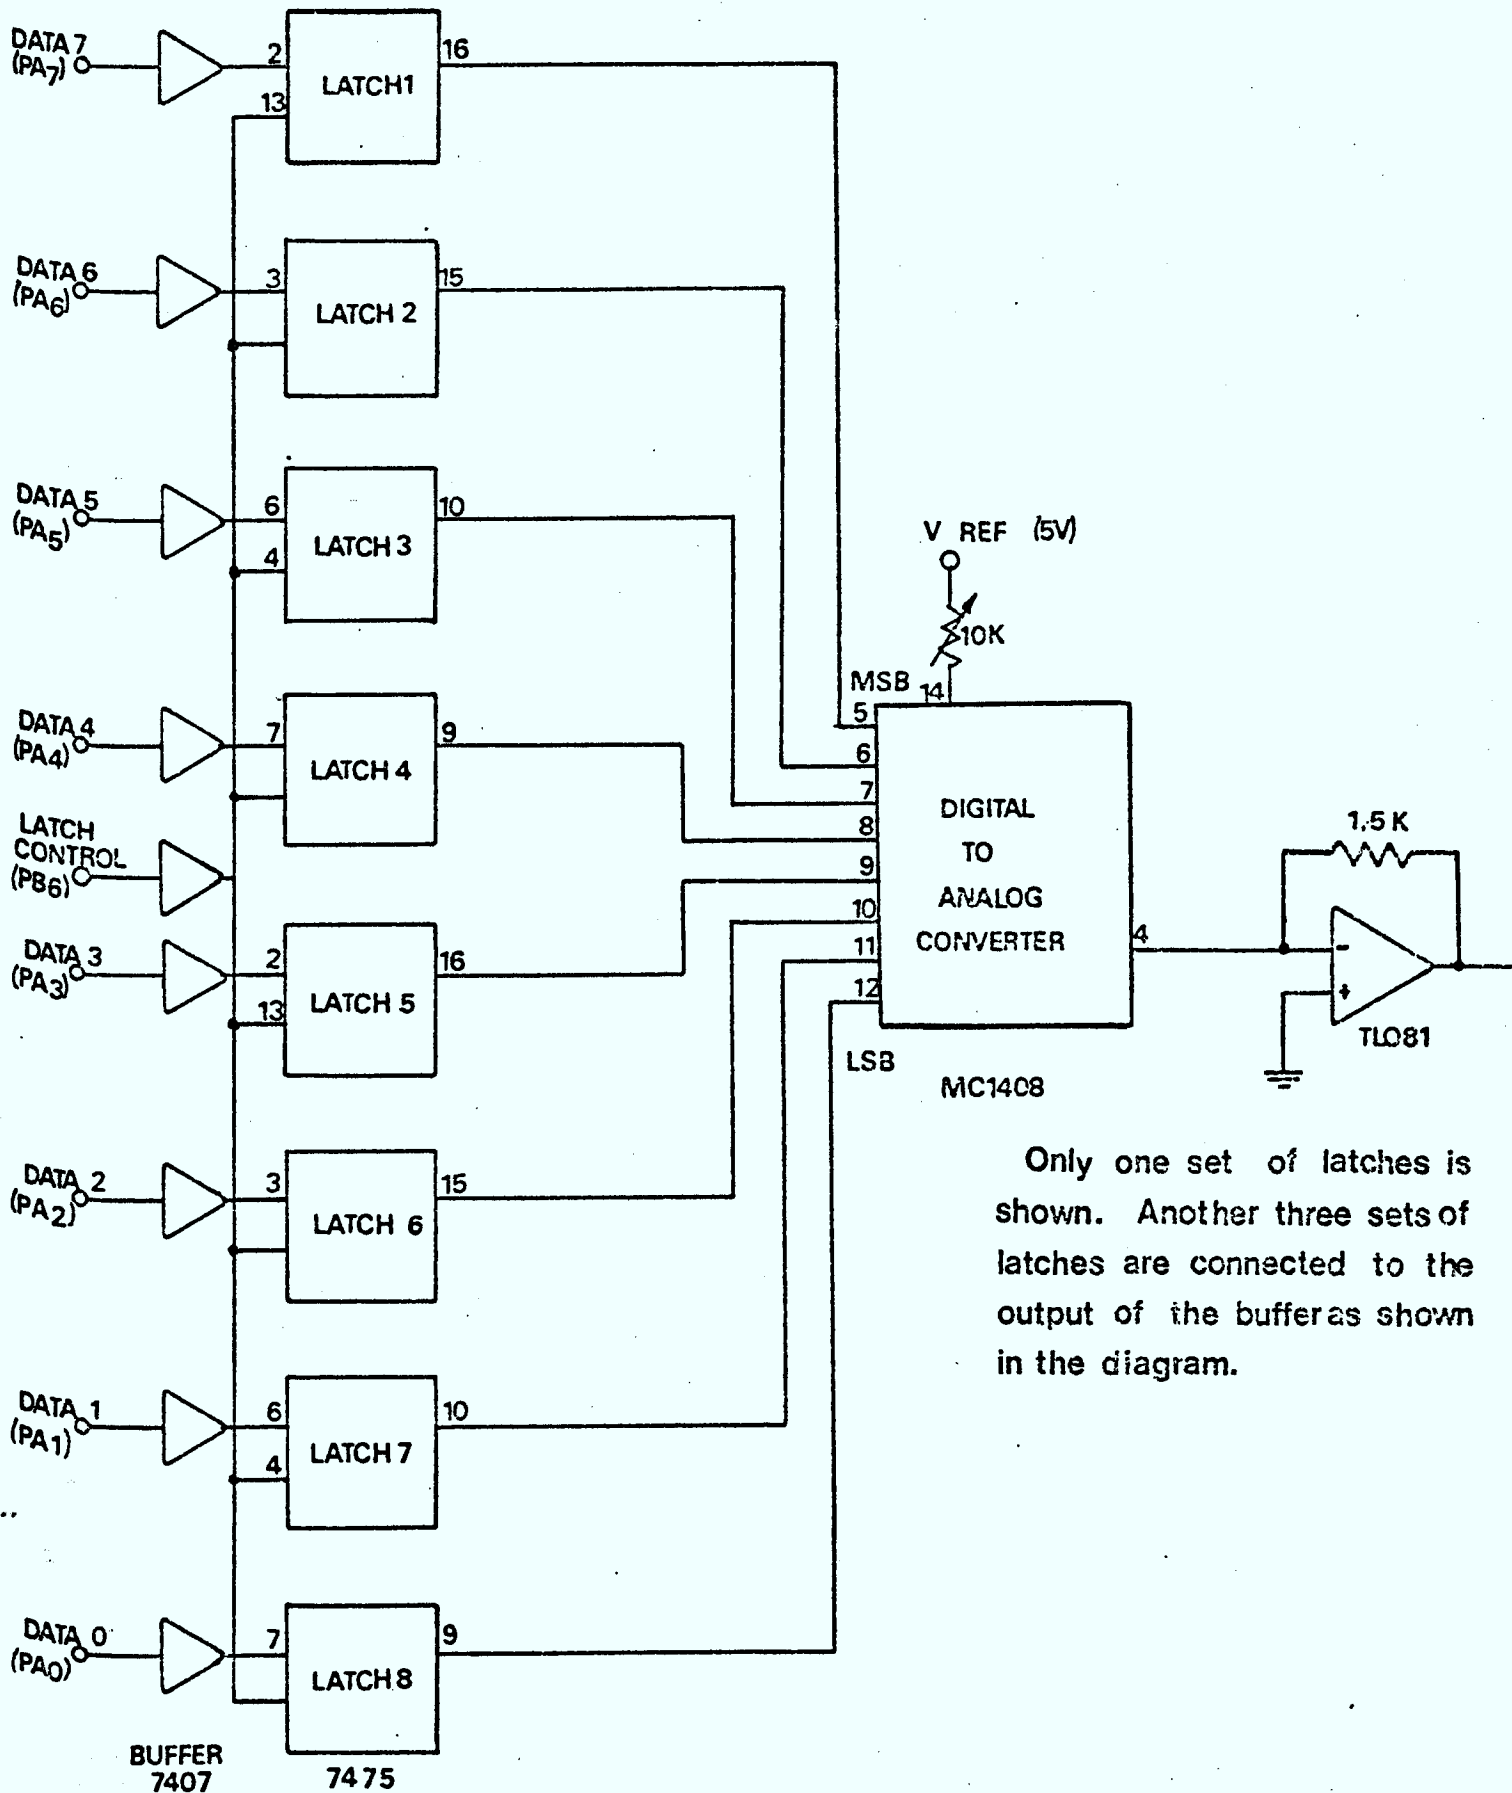 DATA 7
(PA7)
2
13
LATCH1
16
DATA 6
(PA6)
3
LATCH 2
15
DATA 5
(PA5)
6
4
LATCH 3
10
V REF (5V)
10K
MSB
14
DATA 4
(PA4)
7
LATCH 4
9
LATCH
CONTROL
(PB6)
5
6
7
8
9
10
11
12
DIGITAL
TO
ANALOG
CONVERTER
4
1.5K
-
+
TL081
LSB
MC1408
DATA 3
(PA3)
2
13
LATCH 5
16
DATA 2
(PA2)
3
LATCH 6
15
Only one set of latches is
shown. Another three sets of
latches are connected to the
output of the buffer as shown
in the diagram.
DATA 1
(PA1)
6
4
LATCH 7
10
DATA 0
(PA0)
7
LATCH 8
9
BUFFER
7407
7475